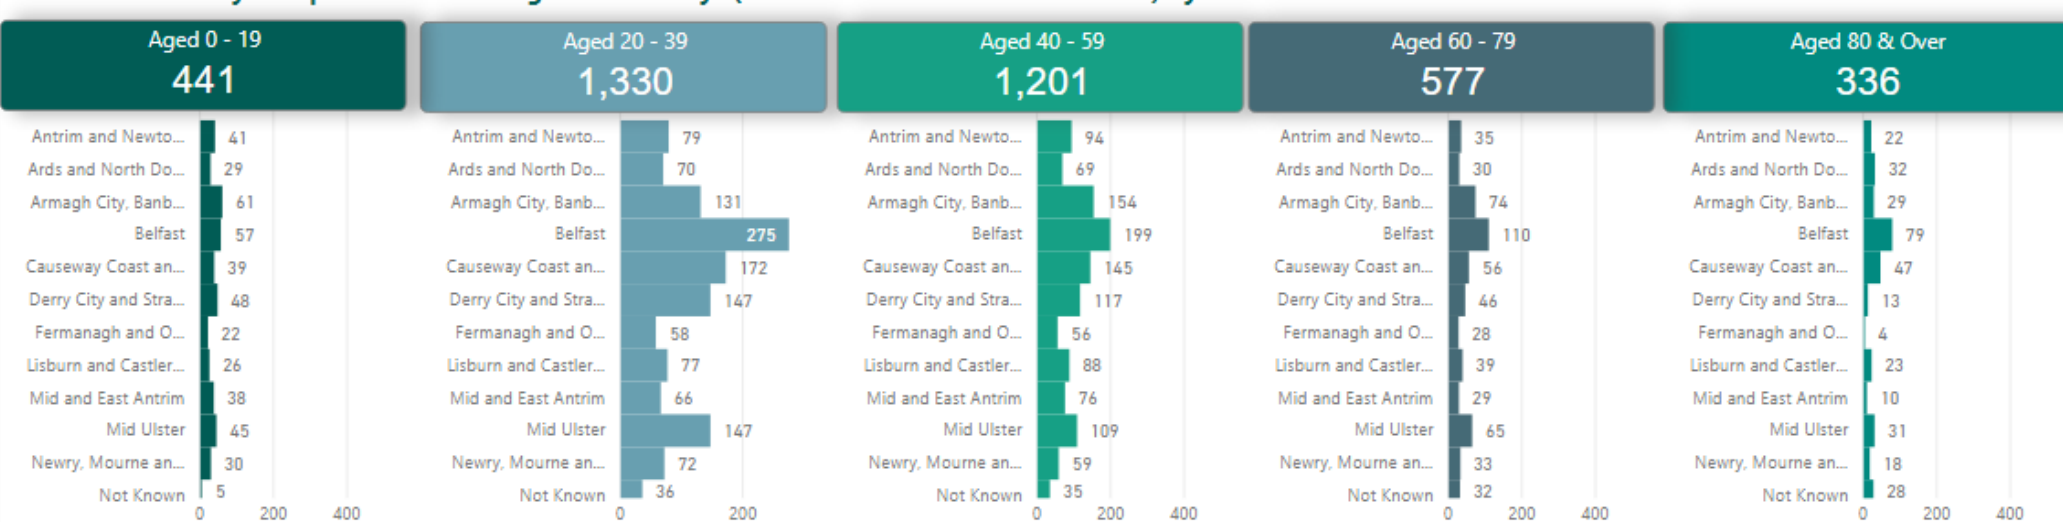 Aged 0 - 19
441
Antrim and Newto... 41
Ards and North Do... 29
Armagh City, Banb... 61
Belfast 57
Causeway Coast an... 39
Derry City and Stra... 48
Fermanagh and O... 22
Lisburn and Castler... 26
Mid and East Antrim 38
Mid Ulster 45
Newry, Mourne an... 30
Not Known 5
0 200 400
Aged 20 - 39
1,330
Antrim and Newto... 79
Ards and North Do... 70
Armagh City, Banb... 131
Belfast 275
Causeway Coast an... 172
Derry City and Stra... 147
Fermanagh and O... 58
Lisburn and Castler... 77
Mid and East Antrim 66
Mid Ulster 147
Newry, Mourne an... 72
Not Known 36
0 200
Aged 40 - 59
1,201
Antrim and Newto... 94
Ards and North Do... 69
Armagh City, Banb... 154
Belfast 199
Causeway Coast an... 145
Derry City and Stra... 117
Fermanagh and O... 56
Lisburn and Castler... 88
Mid and East Antrim 76
Mid Ulster 109
Newry, Mourne an... 59
Not Known 35
0 200 400
Aged 60 - 79
577
Antrim and Newto... 35
Ards and North Do... 30
Armagh City, Banb... 74
Belfast 110
Causeway Coast an... 56
Derry City and Stra... 46
Fermanagh and O... 28
Lisburn and Castler... 39
Mid and East Antrim 29
Mid Ulster 65
Newry, Mourne an... 33
Not Known 32
0 200 400
Aged 80 & Over
336
Antrim and Newto... 22
Ards and North Do... 32
Armagh City, Banb... 29
Belfast 79
Causeway Coast an... 47
Derry City and Stra... 13
Fermanagh and O... 4
Lisburn and Castler... 23
Mid and East Antrim 10
Mid Ulster 31
Newry, Mourne an... 18
Not Known 28
0 200 400